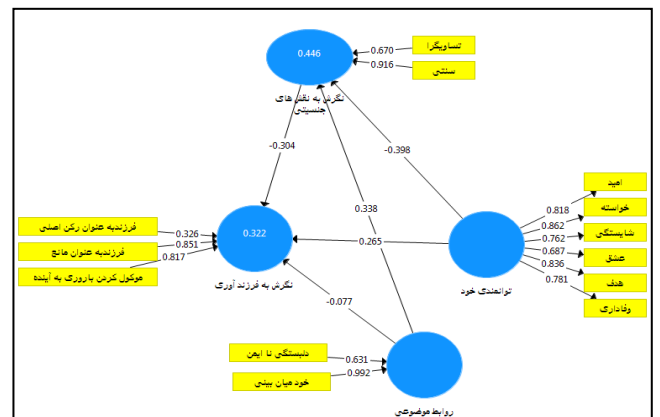 تساویگرا
0.670
0.446
0.916
سنتی
نگرش به نقش های
جنسیتی
-0.304
-0.398
امید
0.818
خواسته
0.862
شایستگی
0.762
عشق
0.687
هدف
0.836
وفاداری
0.781
توانمندی خود
0.338
0.265
فرزندبه عنوان رکن اصلی
0.326
فرزندبه عنوان مانع
0.851
موکول کردن باروری به آینده
0.817
0.322
نگرش به فرزند آوری
-0.077
دلبستگی نا ایمن
0.631
خود میان بینی
0.992
روابط موضوعی